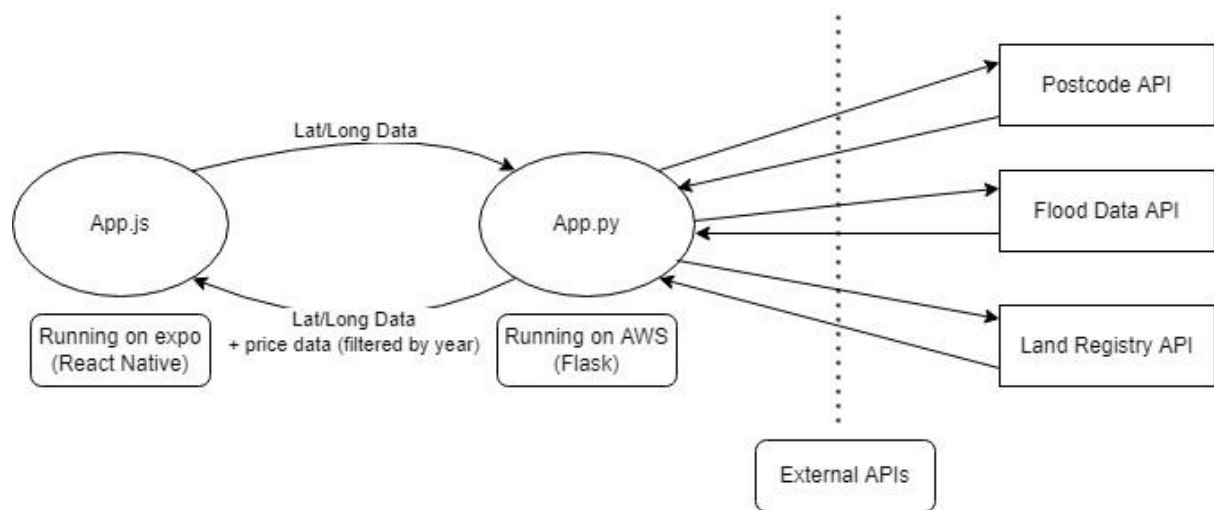 Postcode API
Lat/Long Data
App.js
App.py
Flood Data API
Lat/Long Data
+ price data (filtered by year)
Running on expo
(React Native)
Running on AWS
(Flask)
Land Registry API
External APIs